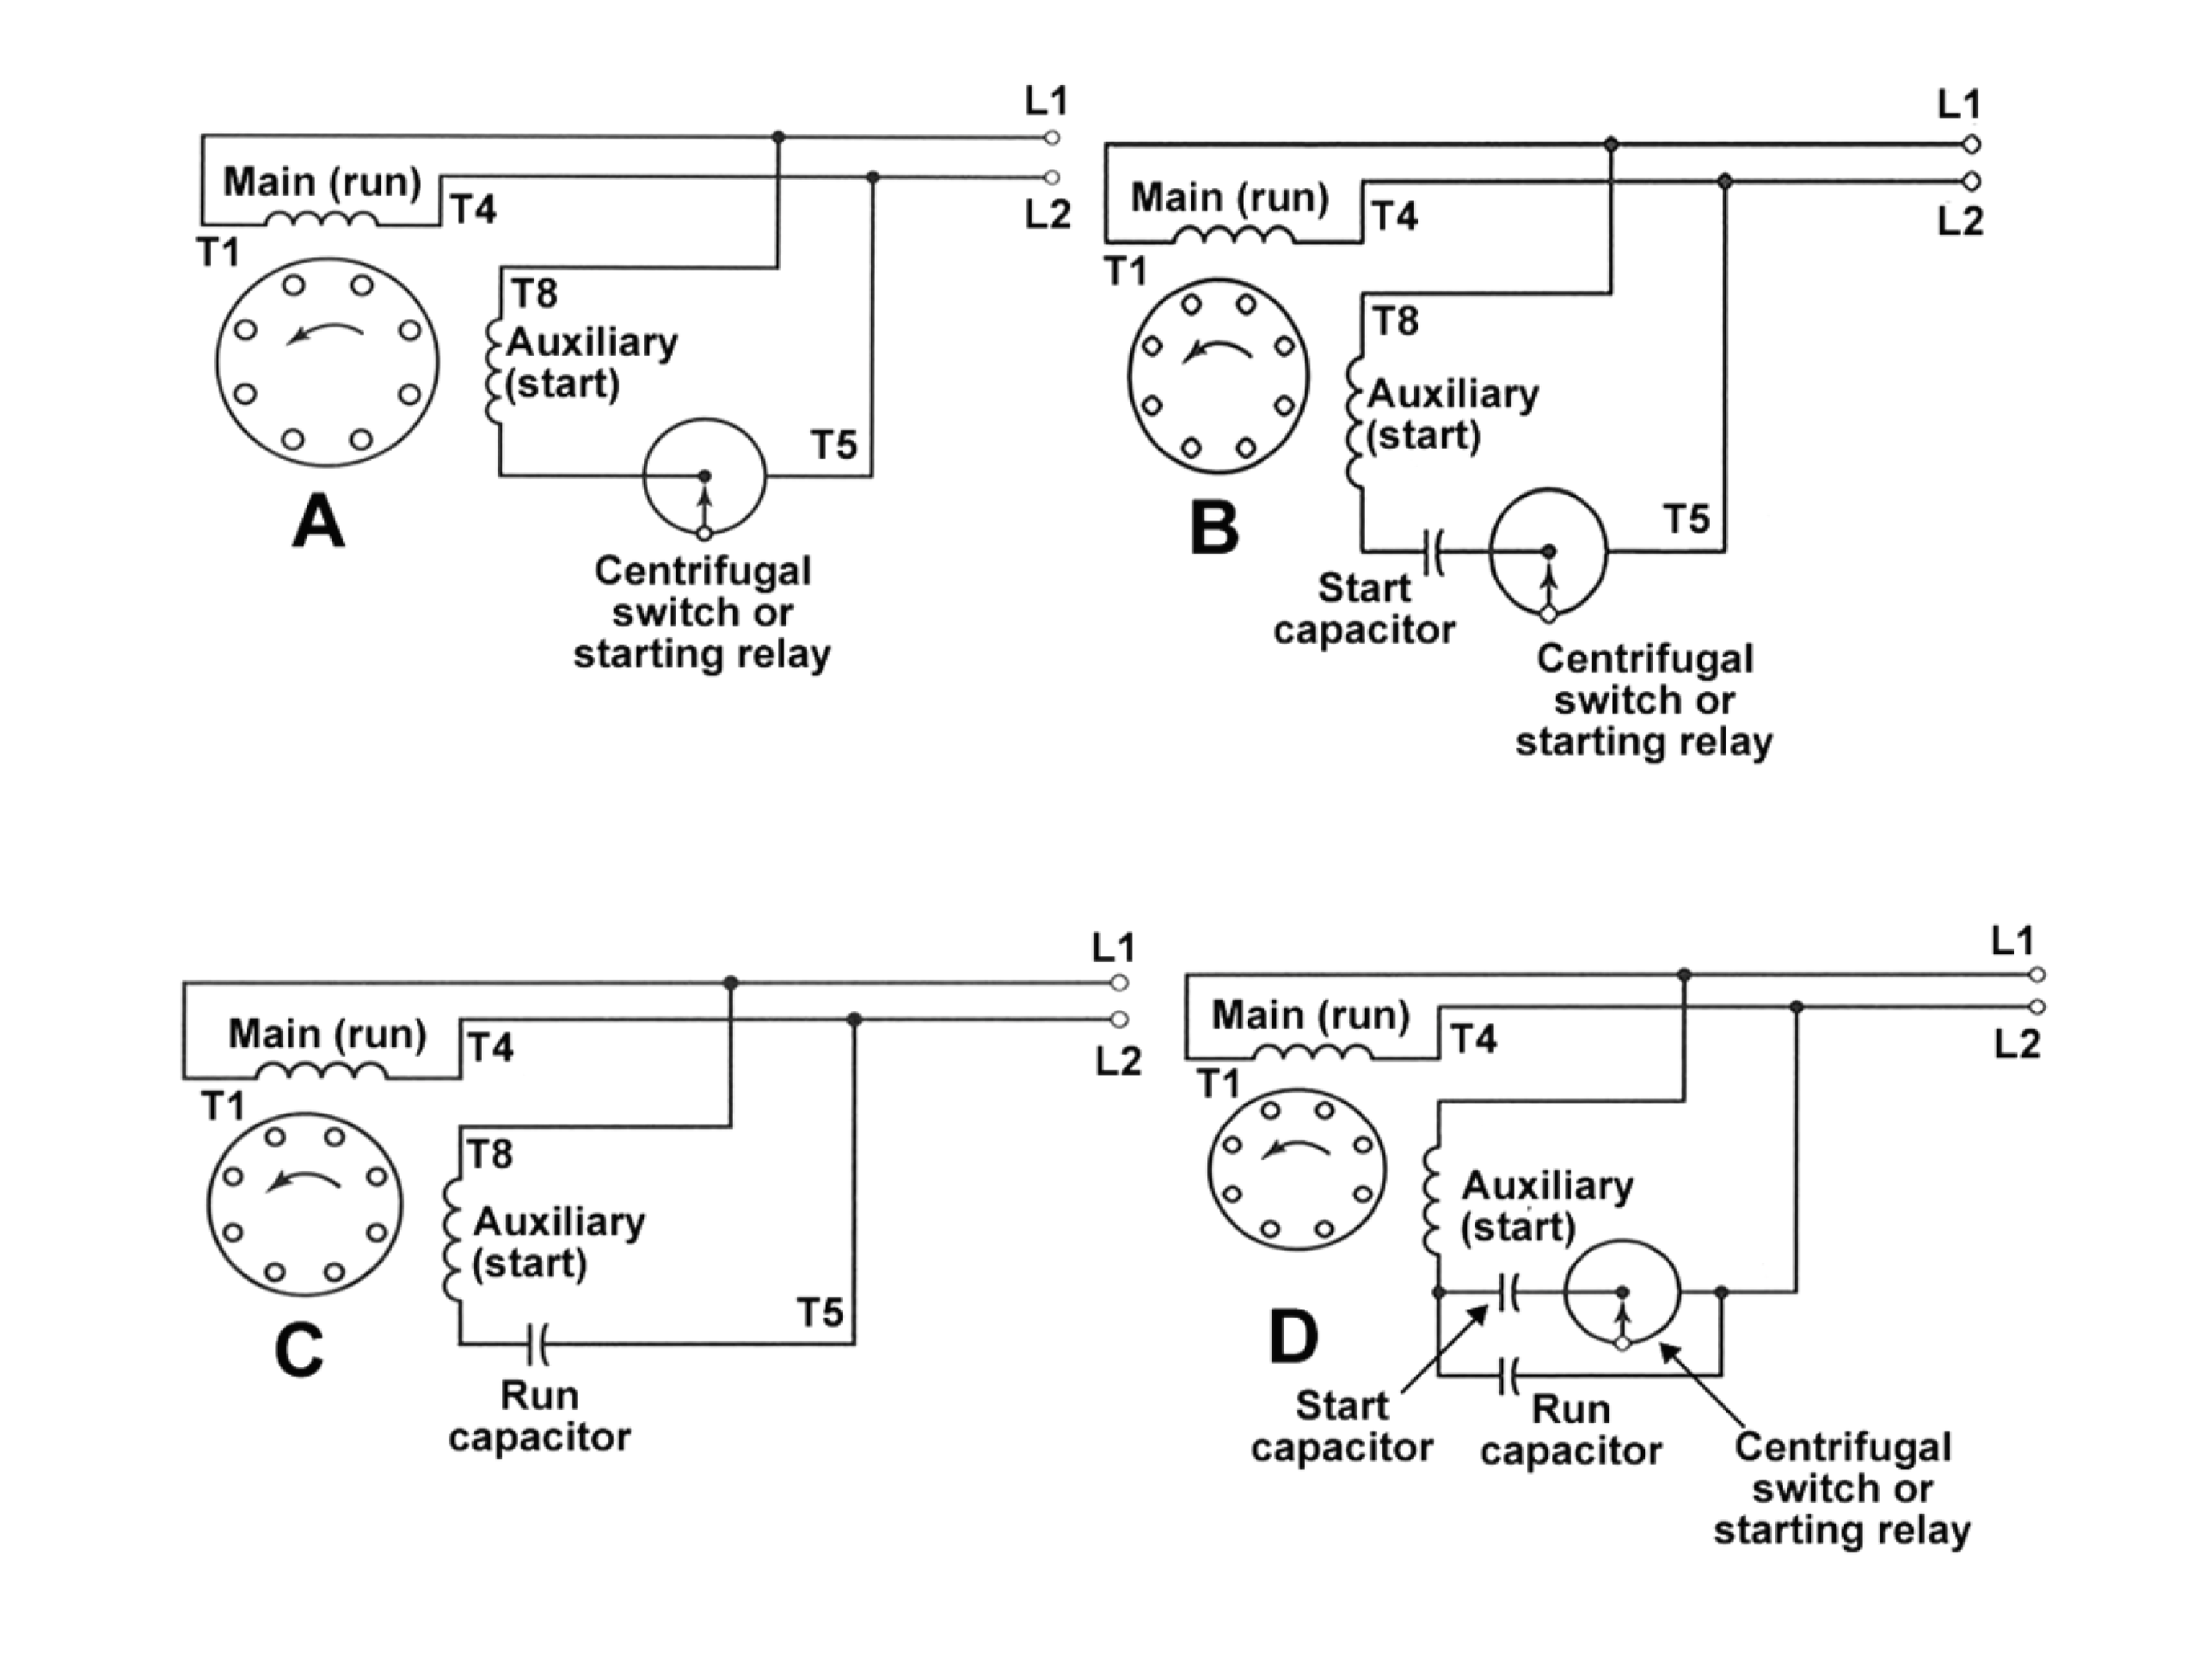 L1
Main (run)
T4
L2
T1
T8
Auxiliary
(start)
T5
A
Centrifugal
switch or
starting relay
L1
Main (run)
T4
L2
T1
T8
Auxiliary
(start)
T5
B
Start
capacitor
Centrifugal
switch or
starting relay
L1
Main (run)
T4
L2
T1
T8
Auxiliary
(start)
T5
C
Run
capacitor
L1
Main (run)
T4
L2
T1
Auxiliary
(start)
D
Start
capacitor
Run
capacitor
Centrifugal
switch or
starting relay